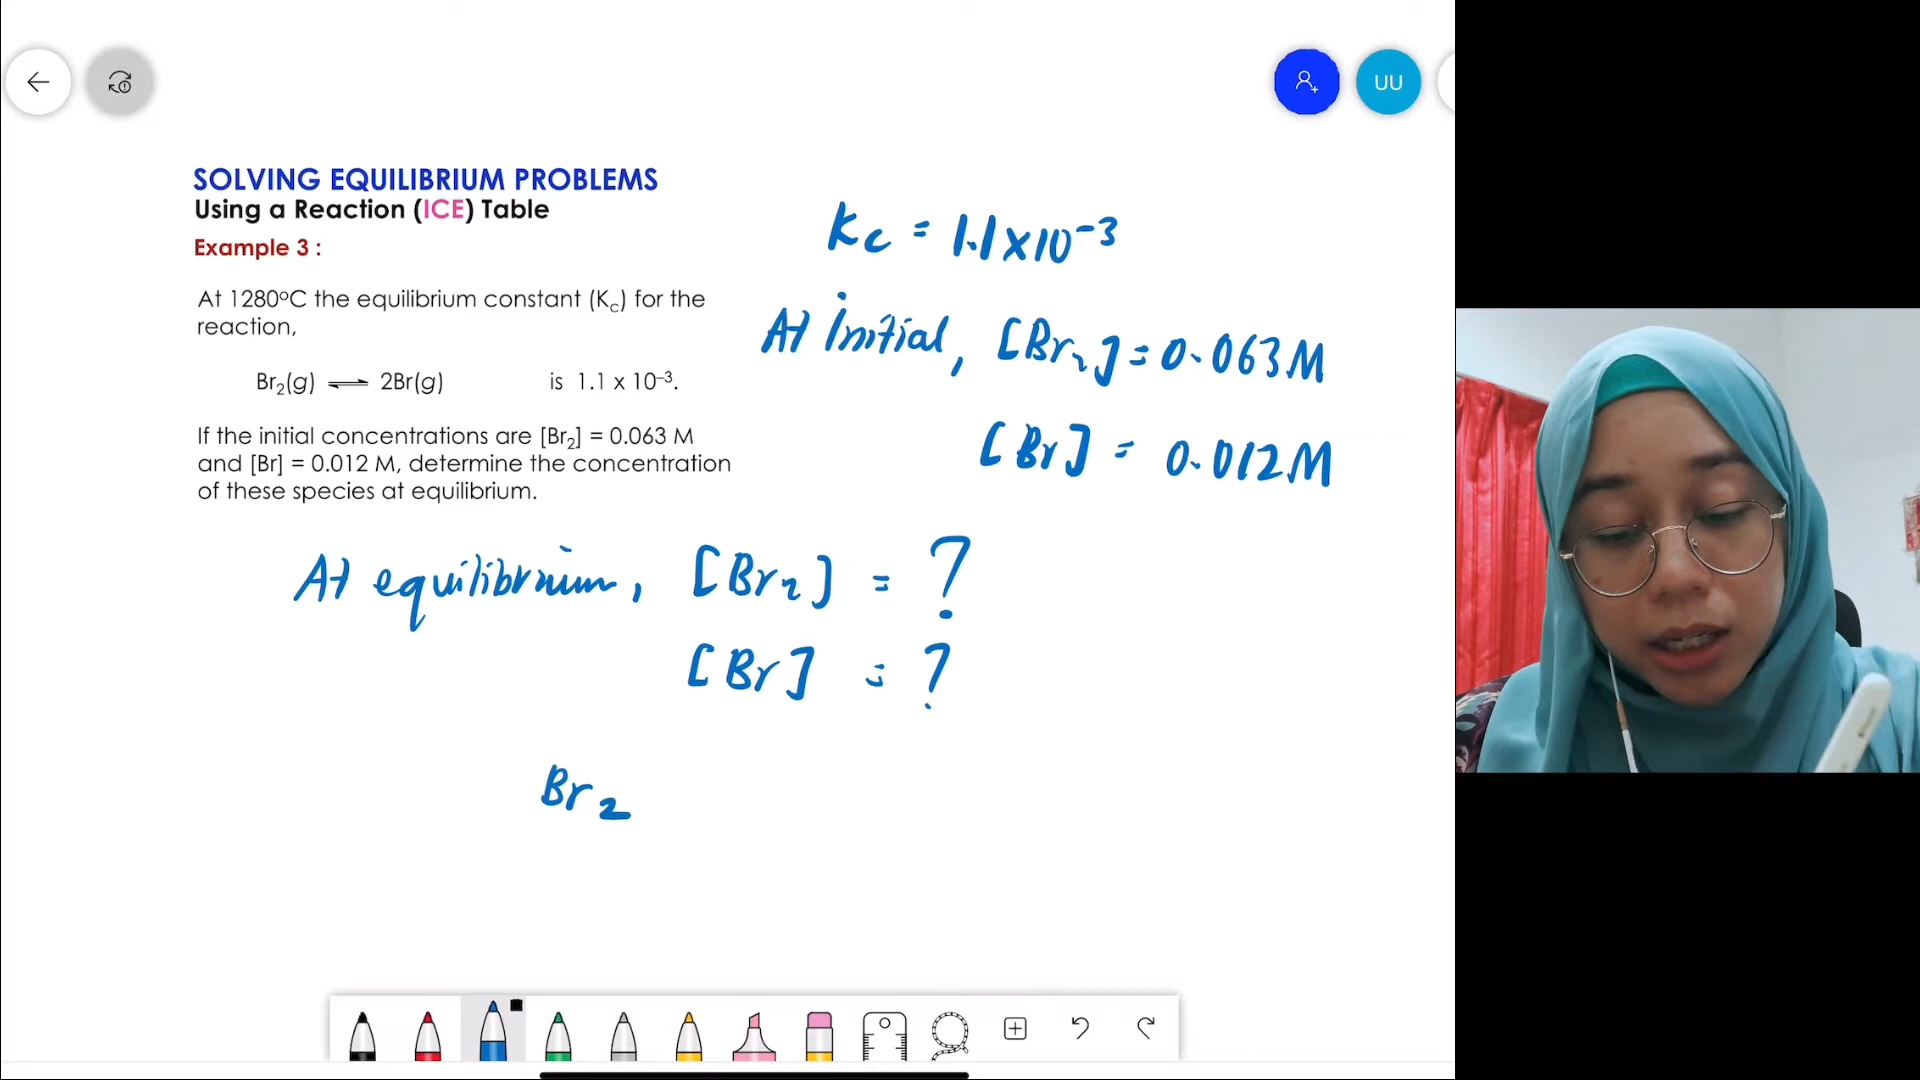 UU
SOLVING EQUILIBRIUM PROBLEMS
Using a Reaction (ICE) Table
Example 3 :
At 1280°C the equilibrium constant (Kc) for the
reaction,
Br₂(g) ⇌ 2Br(g) is 1.1 x 10⁻³.
If the initial concentrations are [Br₂] = 0.063 M
and [Br] = 0.012 M, determine the concentration
of these species at equilibrium.
Kc = 1.1x10⁻³
At initial, [Br₂] = 0.063M
[Br] = 0.012M
At equilibrium, [Br₂] = ?
[Br] = ?
Br₂